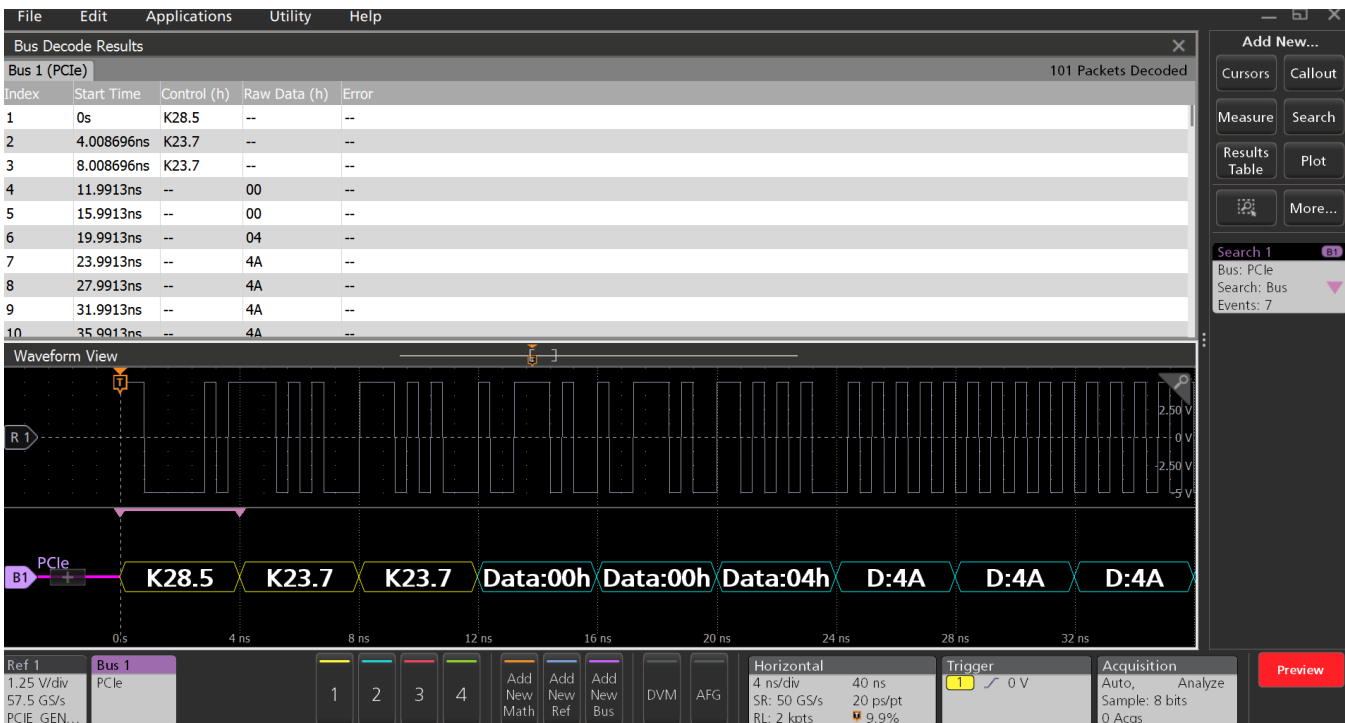 File Edit Applications Utility Help
Bus Decode Results
Bus 1 (PCIe) 101 Packets Decoded
Index Start Time Control (h) Raw Data (h) Error
1 0s K28.5 -- --
2 4.008696ns K23.7 -- --
3 8.008696ns K23.7 -- --
4 11.9913ns -- 00 --
5 15.9913ns -- 00 --
6 19.9913ns -- 04 --
7 23.9913ns -- 4A --
8 27.9913ns -- 4A --
9 31.9913ns -- 4A --
10 35.9913ns -- 4A --
Waveform View
T
2.50 V
R 1
0 V
-2.50 V
-5 V
PCIe
B1 K28.5 K23.7 K23.7 Data:00h Data:00h Data:04h D:4A D:4A D:4A
0s 4 ns 8 ns 12 ns 16 ns 20 ns 24 ns 28 ns 32 ns
Add New...
Cursors Callout
Measure Search
Results Table Plot
More...
Search 1 B1
Bus: PCIe
Search: Bus
Events: 7
Ref 1
1.25 V/div
57.5 GS/s
PCIE_GEN...
Bus 1
PCIe
1 2 3 4
Add New Math
Add New Ref
Add New Bus
DVM AFG
Horizontal
4 ns/div 40 ns
SR: 50 GS/s 20 ps/pt
RL: 2 kpts 9.9%
Trigger
1 0 V
Acquisition
Auto, Analyze
Sample: 8 bits
0 Acqs
Preview